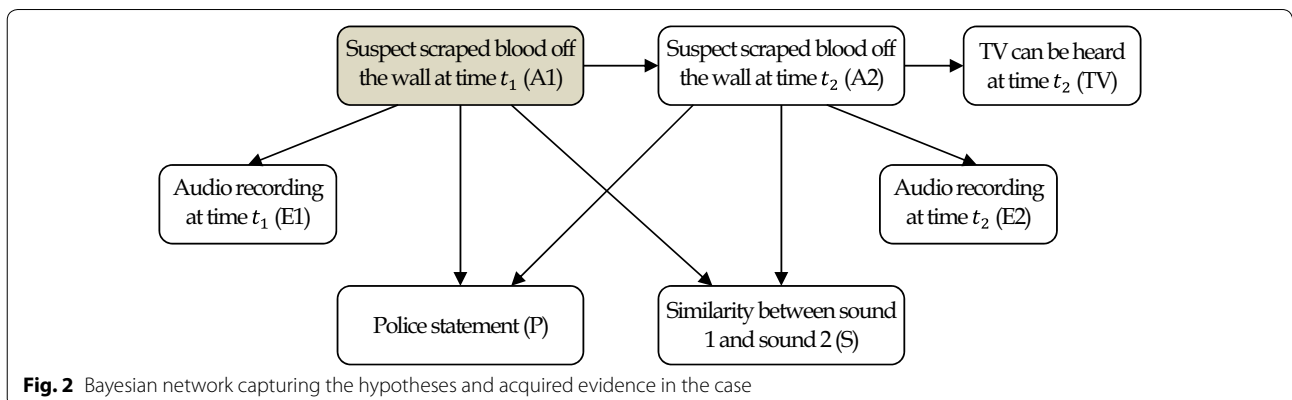 Suspect scraped blood off
the wall at time t₁ (A1)
Suspect scraped blood off
the wall at time t₂ (A2)
TV can be heard
at time t₂ (TV)
Audio recording
at time t₁ (E1)
Audio recording
at time t₂ (E2)
Police statement (P)
Similarity between sound
1 and sound 2 (S)
Fig. 2 Bayesian network capturing the hypotheses and acquired evidence in the case